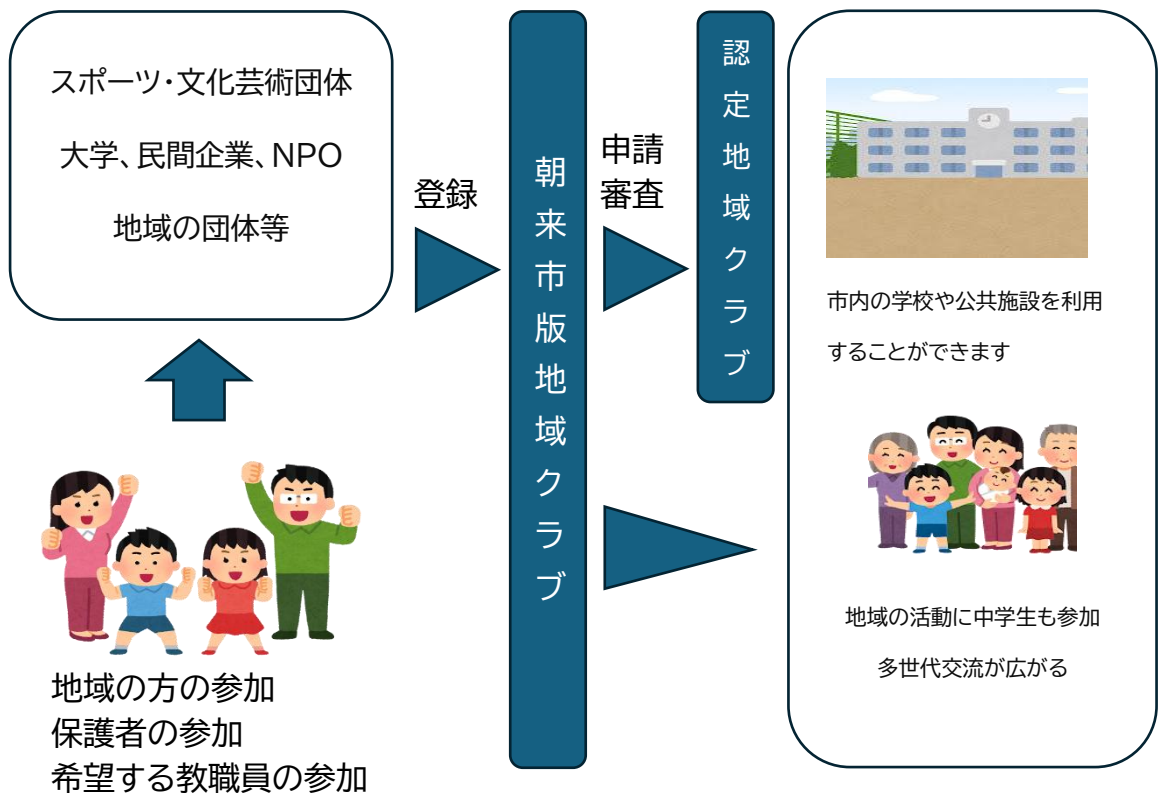 スポーツ・文化芸術団体
大学、民間企業、NPO
地域の団体等
登録
朝来市版地域クラブ
申請
審査
認定地域クラブ
市内の学校や公共施設を利用
することができます
地域の活動に中学生も参加
多世代交流が広がる
地域の方の参加
保護者の参加
希望する教職員の参加